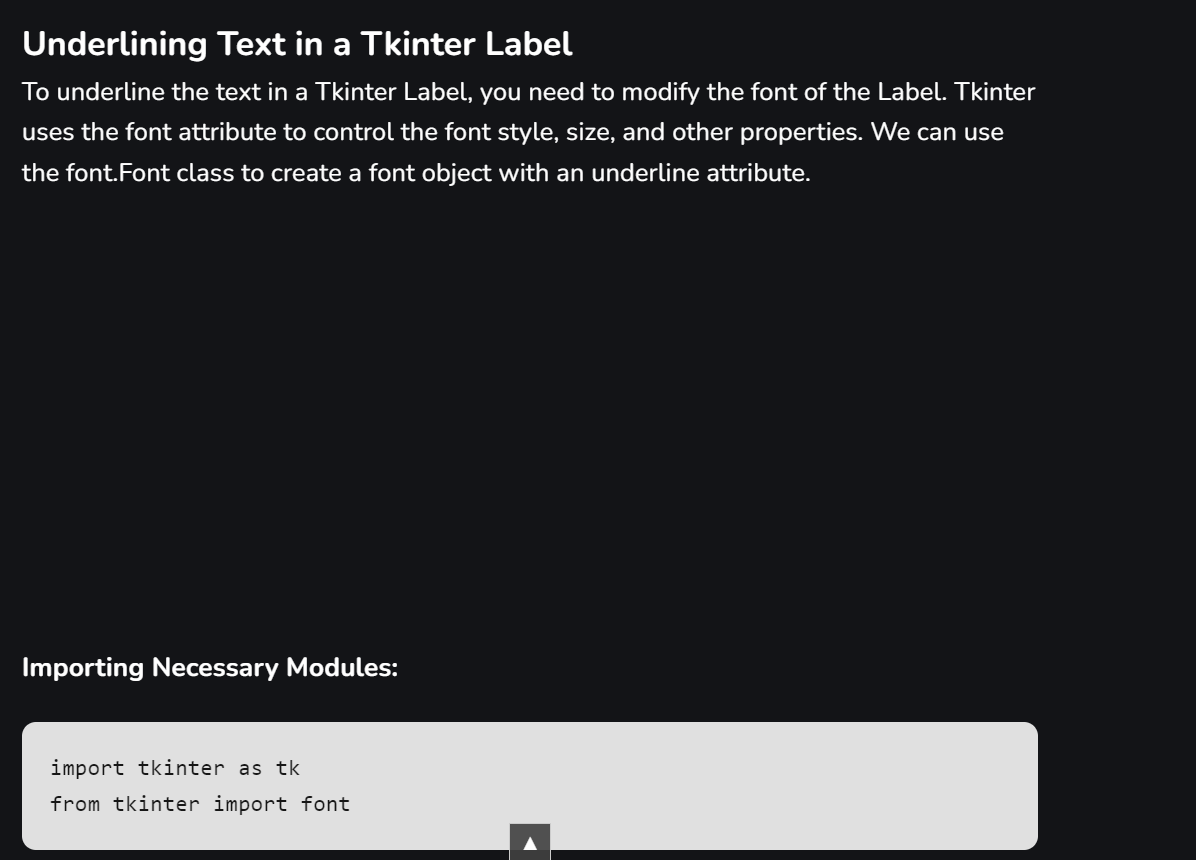 Underlining Text in a Tkinter Label
To underline the text in a Tkinter Label, you need to modify the font of the Label. Tkinter
uses the font attribute to control the font style, size, and other properties. We can use
the font.Font class to create a font object with an underline attribute.
Importing Necessary Modules:
import tkinter as tk
from tkinter import font